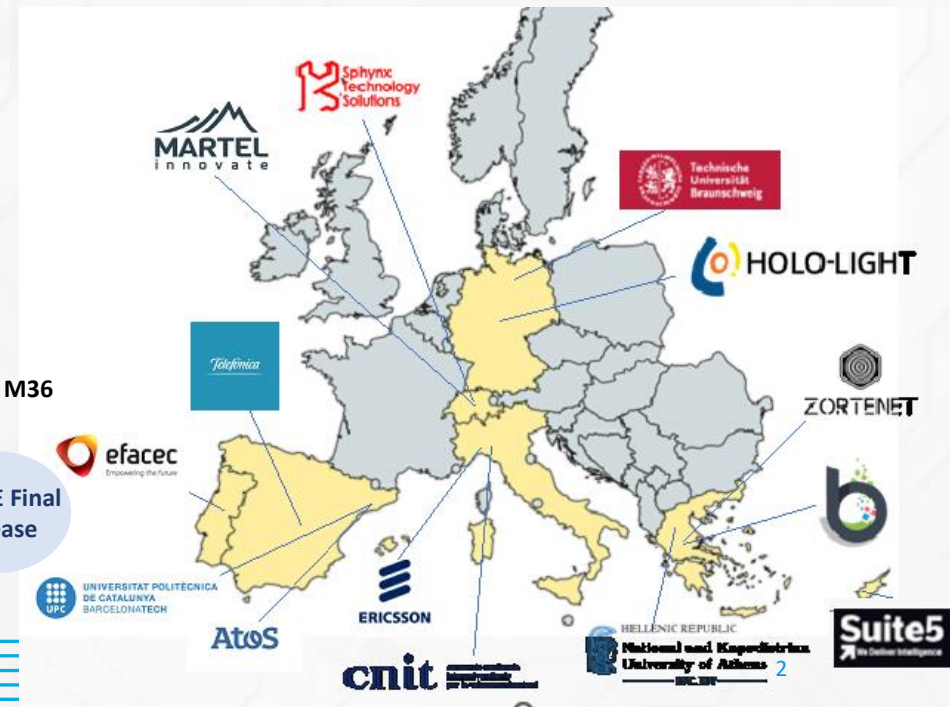 Sphynx
Technology
Solutions
MARTEL
innovate
Technische
Universität
Braunschweig
HOLO-LIGHT
Telefónica
M36
ZORTENET
efacec
Empowering the future
E Final
ease
b
UPC
UNIVERSITAT POLITÈCNICA
DE CATALUNYA
BARCELONATECH
AtoS
ERICSSON
cnit
HELLENIC REPUBLIC
National and Kapodistrian
University of Athens
Suite5
We Deliver Intelligence
2